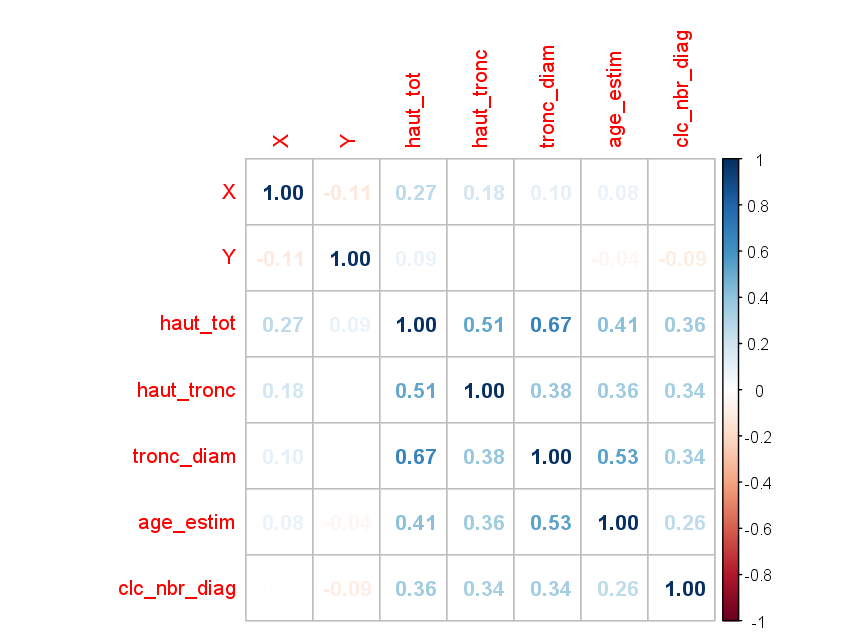 X Y haut_tot haut_tronc tronc_diam age_estim clc_nbr_diag
X 1.00 -0.11 0.27 0.18 0.10 0.08
Y -0.11 1.00 0.09 -0.04 -0.09
haut_tot 0.27 0.09 1.00 0.51 0.67 0.41 0.36
haut_tronc 0.18 0.51 1.00 0.38 0.36 0.34
tronc_diam 0.10 0.67 0.38 1.00 0.53 0.34
age_estim 0.08 -0.04 0.41 0.36 0.53 1.00 0.26
clc_nbr_diag -0.09 0.36 0.34 0.34 0.26 1.00
1
0.8
0.6
0.4
0.2
0
-0.2
-0.4
-0.6
-0.8
-1